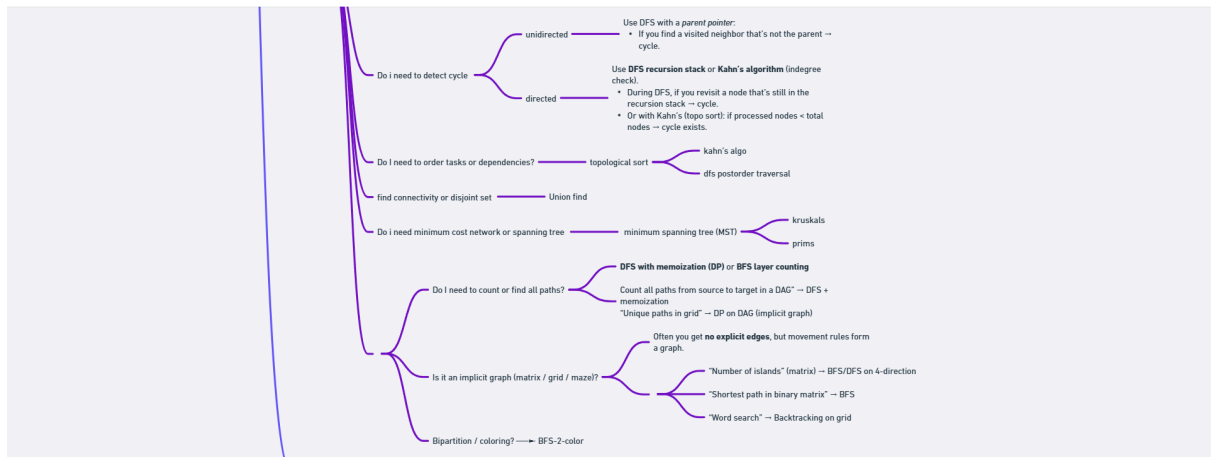 Use DFS with a parent pointer:
• If you find a visited neighbor that's not the parent →
cycle.
unidirected
Do i need to detect cycle
Use DFS recursion stack or Kahn's algorithm (indegree
check).
• During DFS, if you revisit a node that's still in the
recursion stack → cycle.
• Or with Kahn's (topo sort): if processed nodes < total
nodes → cycle exists.
directed
Do I need to order tasks or dependencies?
topological sort
kahn's algo
dfs postorder traversal
find connectivity or disjoint set
Union find
Do i need minimum cost network or spanning tree
minimum spanning tree (MST)
kruskals
prims
Do I need to count or find all paths?
DFS with memoization (DP) or BFS layer counting
Count all paths from source to target in a DAG" → DFS +
memoization
"Unique paths in grid" → DP on DAG (implicit graph)
Is it an implicit graph (matrix / grid / maze)?
Often you get no explicit edges, but movement rules form
a graph.
"Number of islands" (matrix) → BFS/DFS on 4-direction
"Shortest path in binary matrix" → BFS
"Word search" → Backtracking on grid
Bipartition / coloring? → BFS-2-color